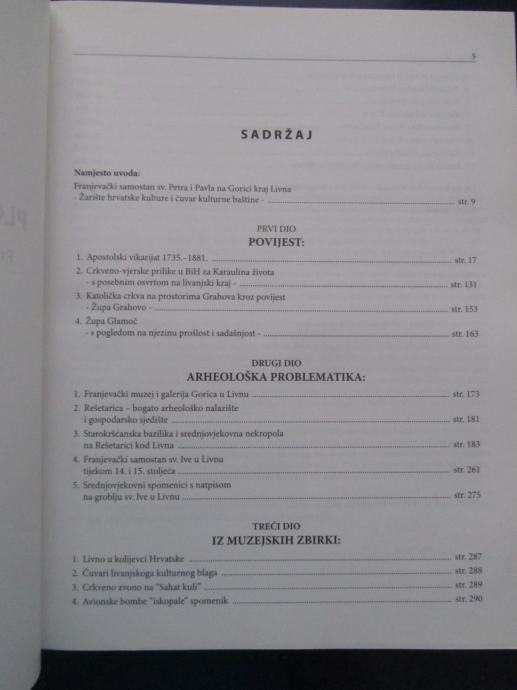 5
SADRŽAJ
Namjesto uvoda:
Franjevački samostan sv. Petra i Pavla na Gorici kraj Livna
- Žarište hrvatske kulture i čuvar kulturne baštine - str. 9
PRVI DIO
POVIJEST:
1. Apostolski vikarijat 1735.–1881. str. 17
2. Crkveno-vjerske prilike u BiH za Karaulina života
- s posebnim osvrtom na livanjski kraj - str. 131
3. Katolička crkva na prostorima Grahova kroz povijest
- Župa Grahovo - str. 153
4. Župa Glamoč
- s pogledom na njezinu prošlost i sadašnjost - str. 163
DRUGI DIO
ARHEOLOŠKA PROBLEMATIKA:
1. Franjevački muzej i galerija Gorica u Livnu str. 173
2. Rešetarica – bogato arheološko nalazište
i gospodarsko sjedište str. 181
3. Starokršćanska bazilika i srednjovjekovna nekropola
na Rešetarici kod Livna str. 183
4. Franjevački samostan sv. Ive u Livnu
tijekom 14. i 15. stoljeća str. 261
5. Srednjovjekovni spomenici s natpisom
na groblju sv. Ive u Livnu str. 275
TREĆI DIO
IZ MUZEJSKIH ZBIRKI:
1. Livno u kolijevci Hrvatske str. 287
2. Čuvari livanjskoga kulturnog blaga str. 288
3. Crkveno zvono na "Sahat kuli" str. 289
4. Avionske bombe "iskopale" spomenik str. 290